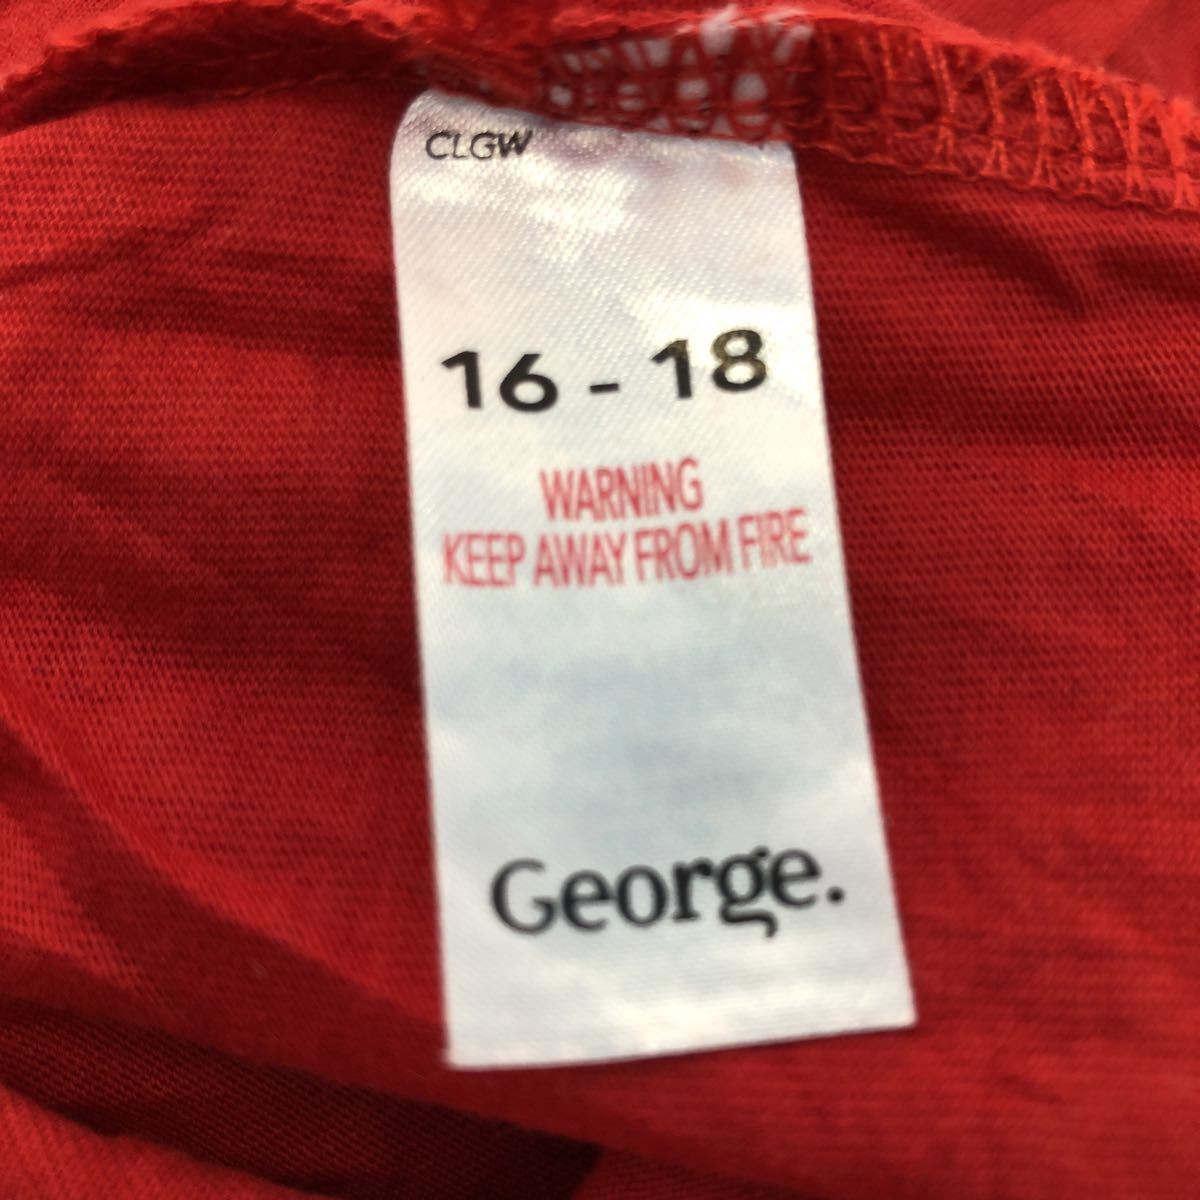 CLGW
16 - 18
WARNING
KEEP AWAY FROM FIRE
George.